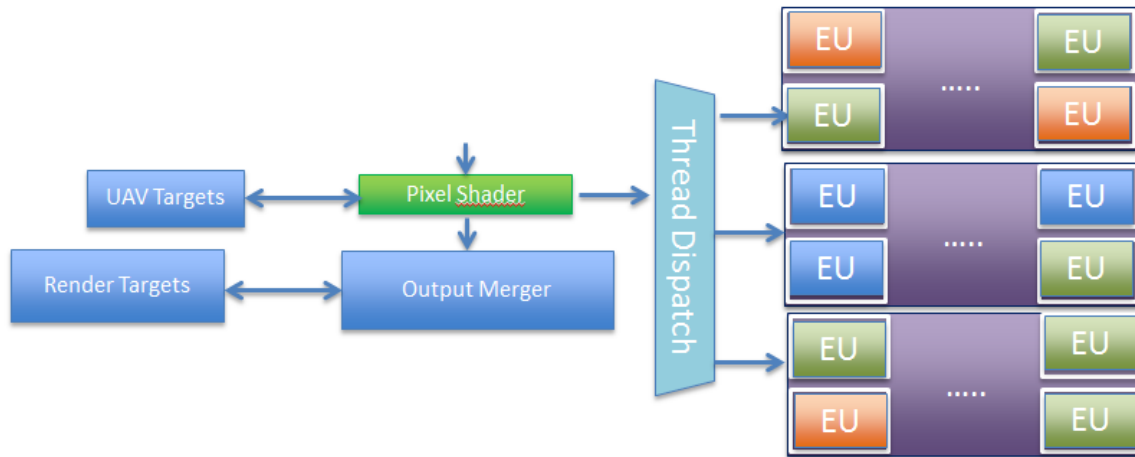 EU
EU
.....
EU
EU
UAV Targets
Pixel Shader
Render Targets
Output Merger
Thread Dispatch
EU
EU
.....
EU
EU
EU
EU
.....
EU
EU